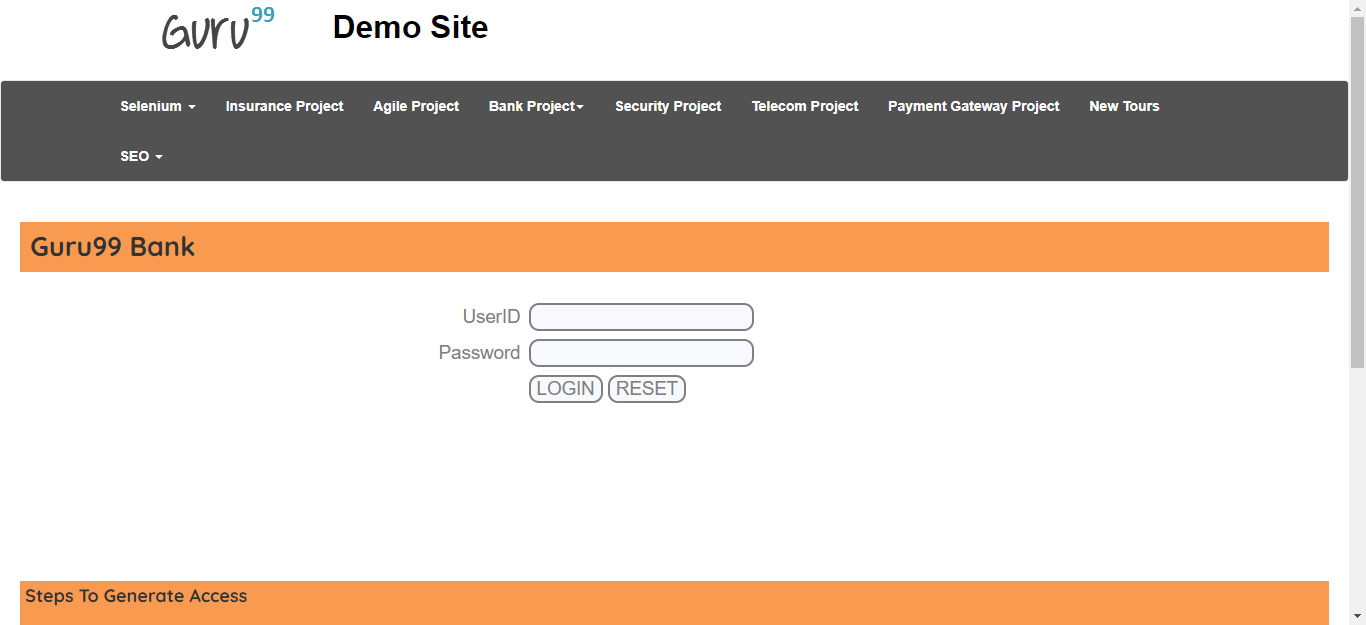 Guru99 Demo Site
Selenium Insurance Project Agile Project Bank Project Security Project Telecom Project Payment Gateway Project New Tours
SEO
Guru99 Bank
UserID
Password
LOGIN RESET
Steps To Generate Access